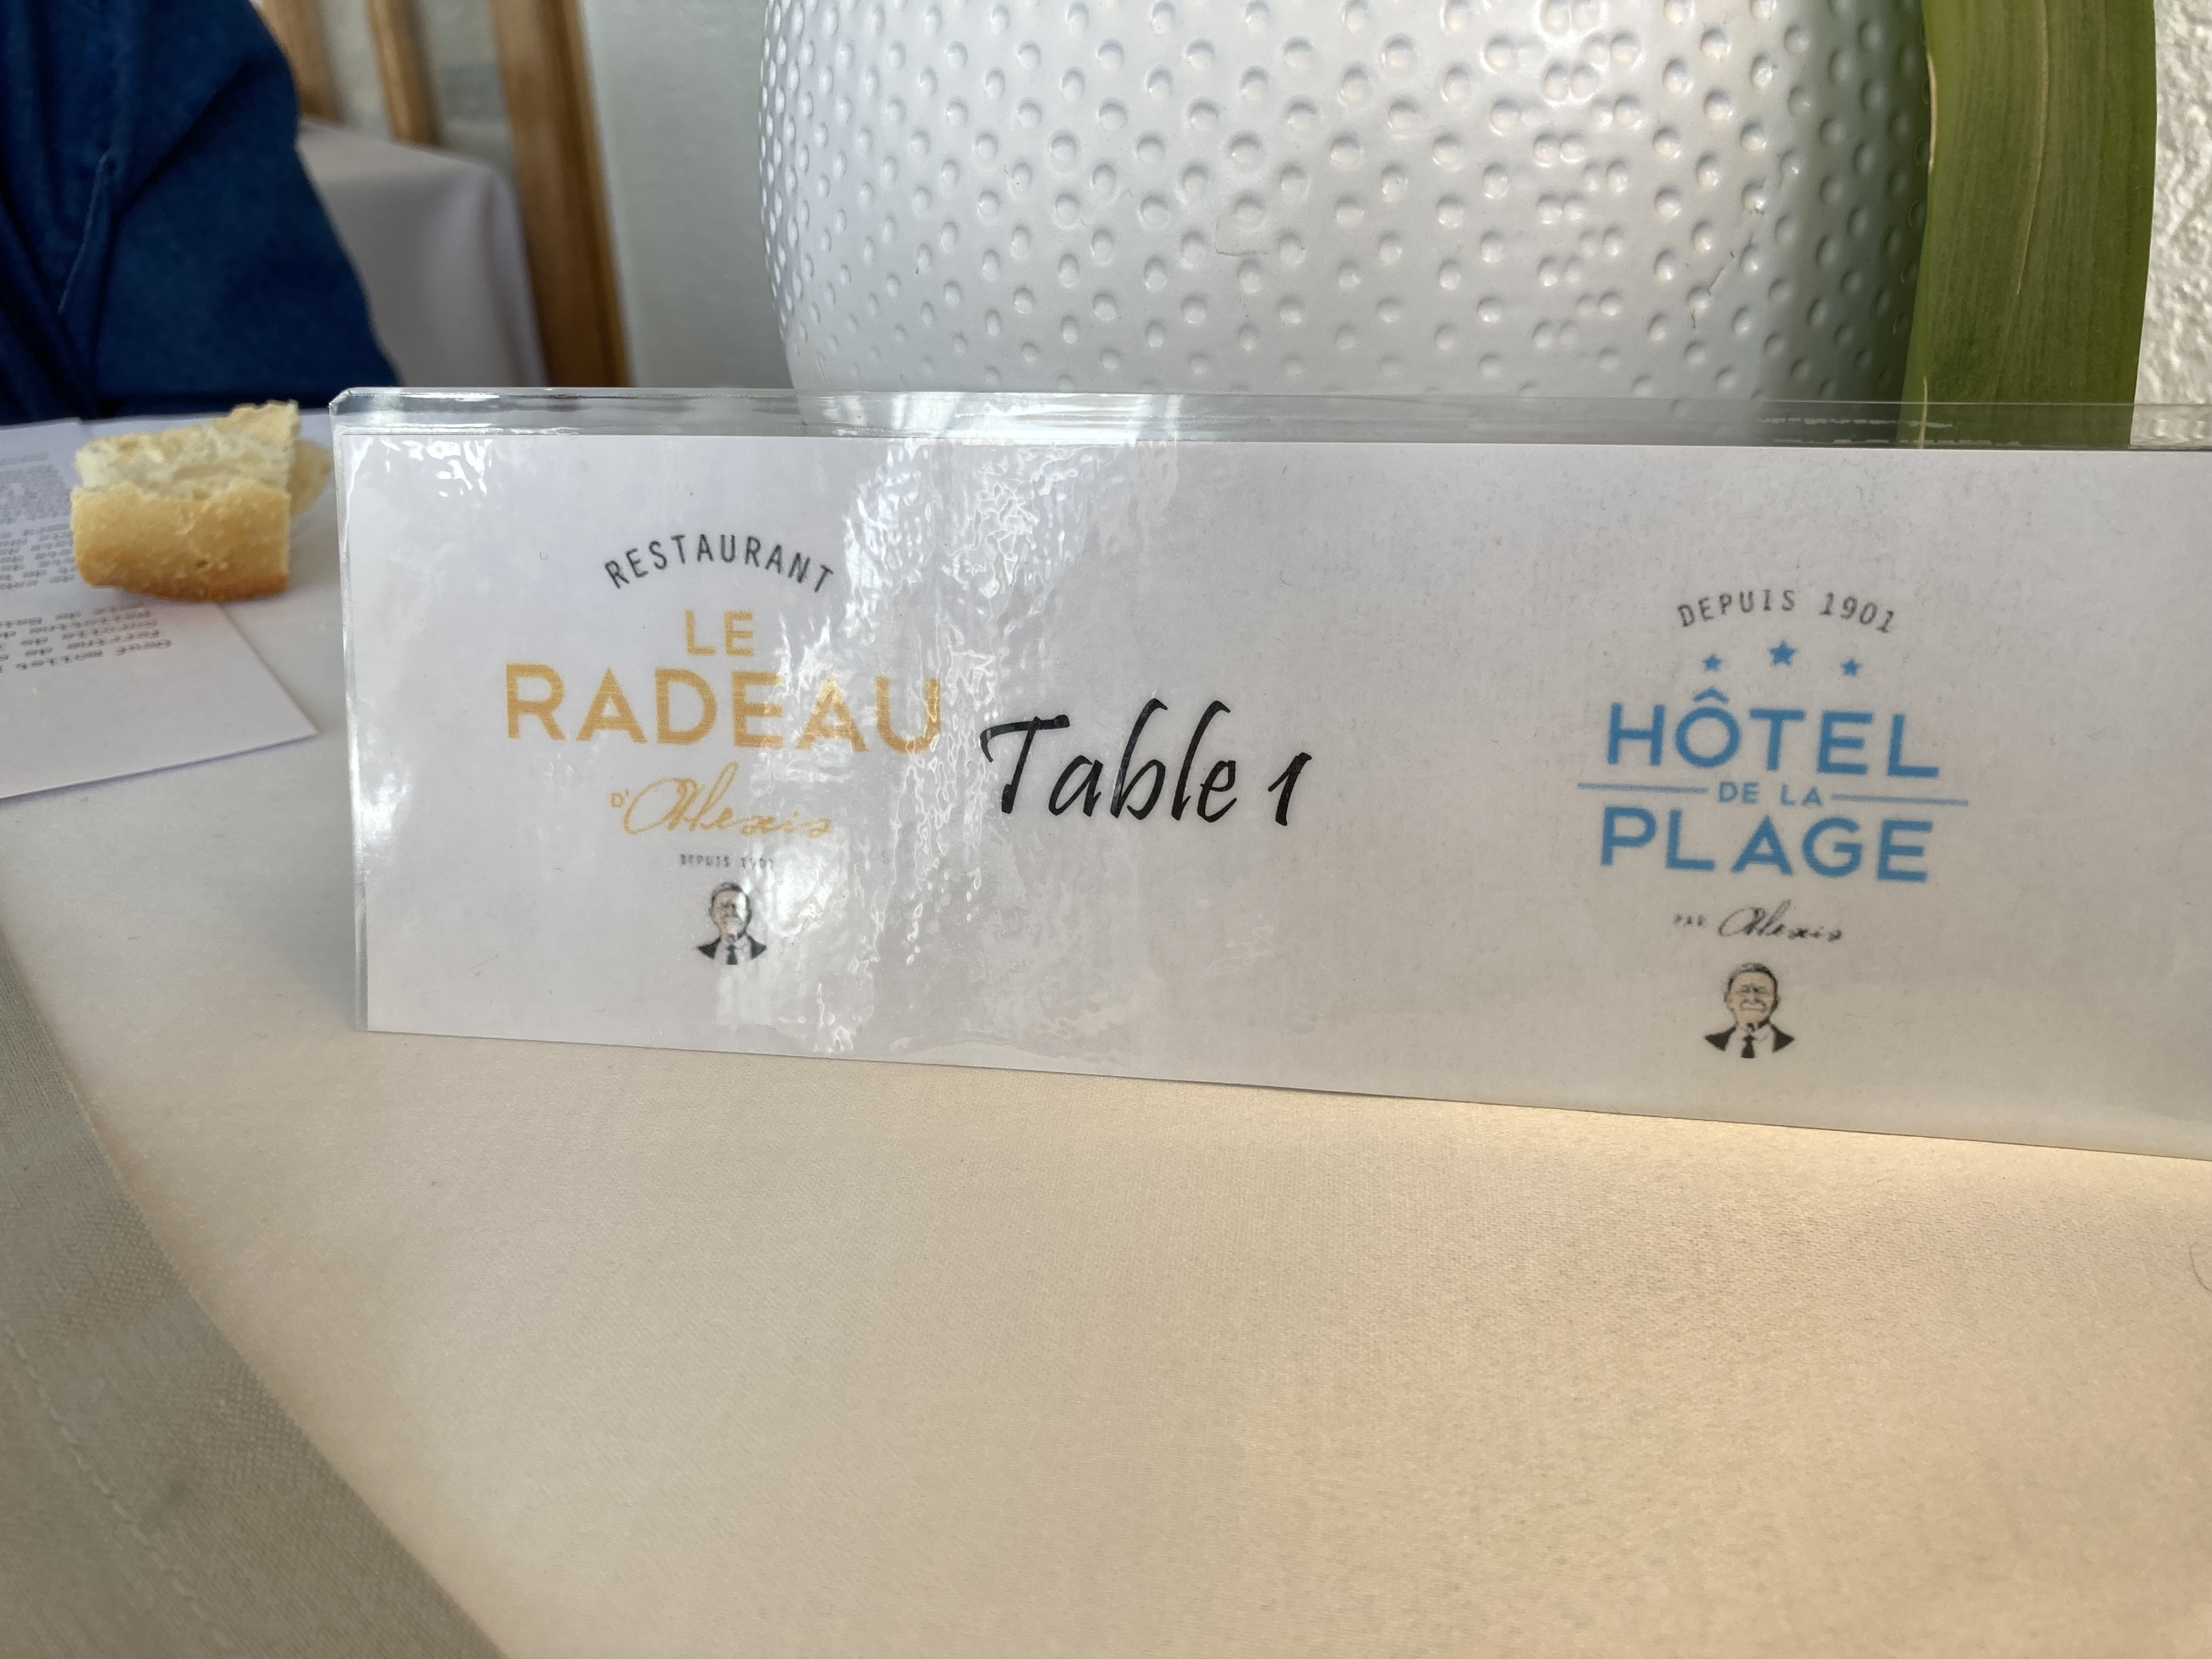 RESTAURANT
LE
RADEAU
D'Alexis
DEPUIS 1901
Table 1
DEPUIS 1901
HÔTEL
DE LA
PLAGE
PAR Alexis